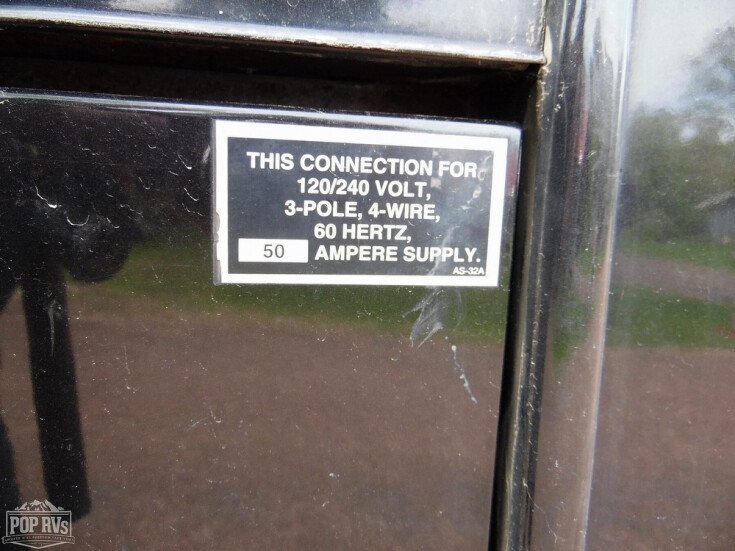 THIS CONNECTION FOR
120/240 VOLT,
3-POLE, 4-WIRE,
60 HERTZ,
50 AMPERE SUPPLY.
AS-32A
POP RVs